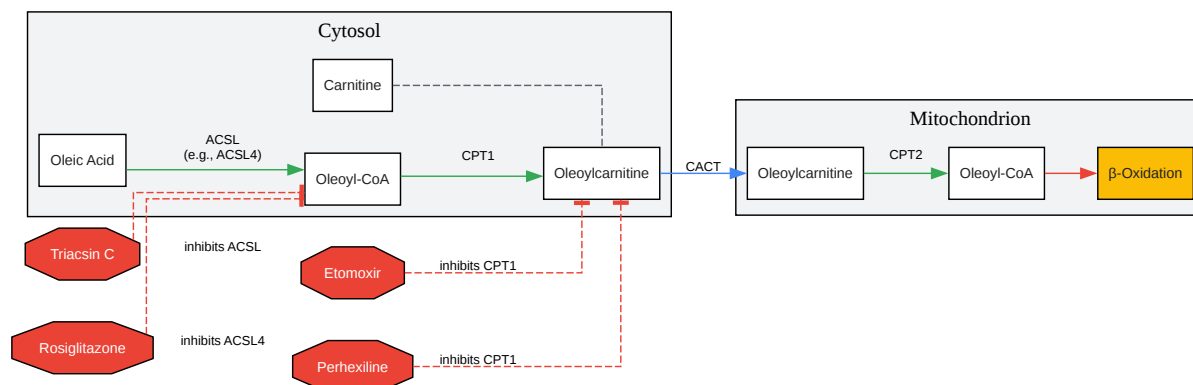 Cytosol
Carnitine
Mitochondrion
ACSL
(e.g., ACSL4)
Oleic Acid
CPT1
Oleoyl-CoA
Oleoylcarnitine
CACT
Oleoylcarnitine
CPT2
Oleoyl-CoA
β-Oxidation
Triacsin C
inhibits ACSL
Etomoxir
inhibits CPT1
Rosiglitazone
inhibits ACSL4
Perhexiline
inhibits CPT1